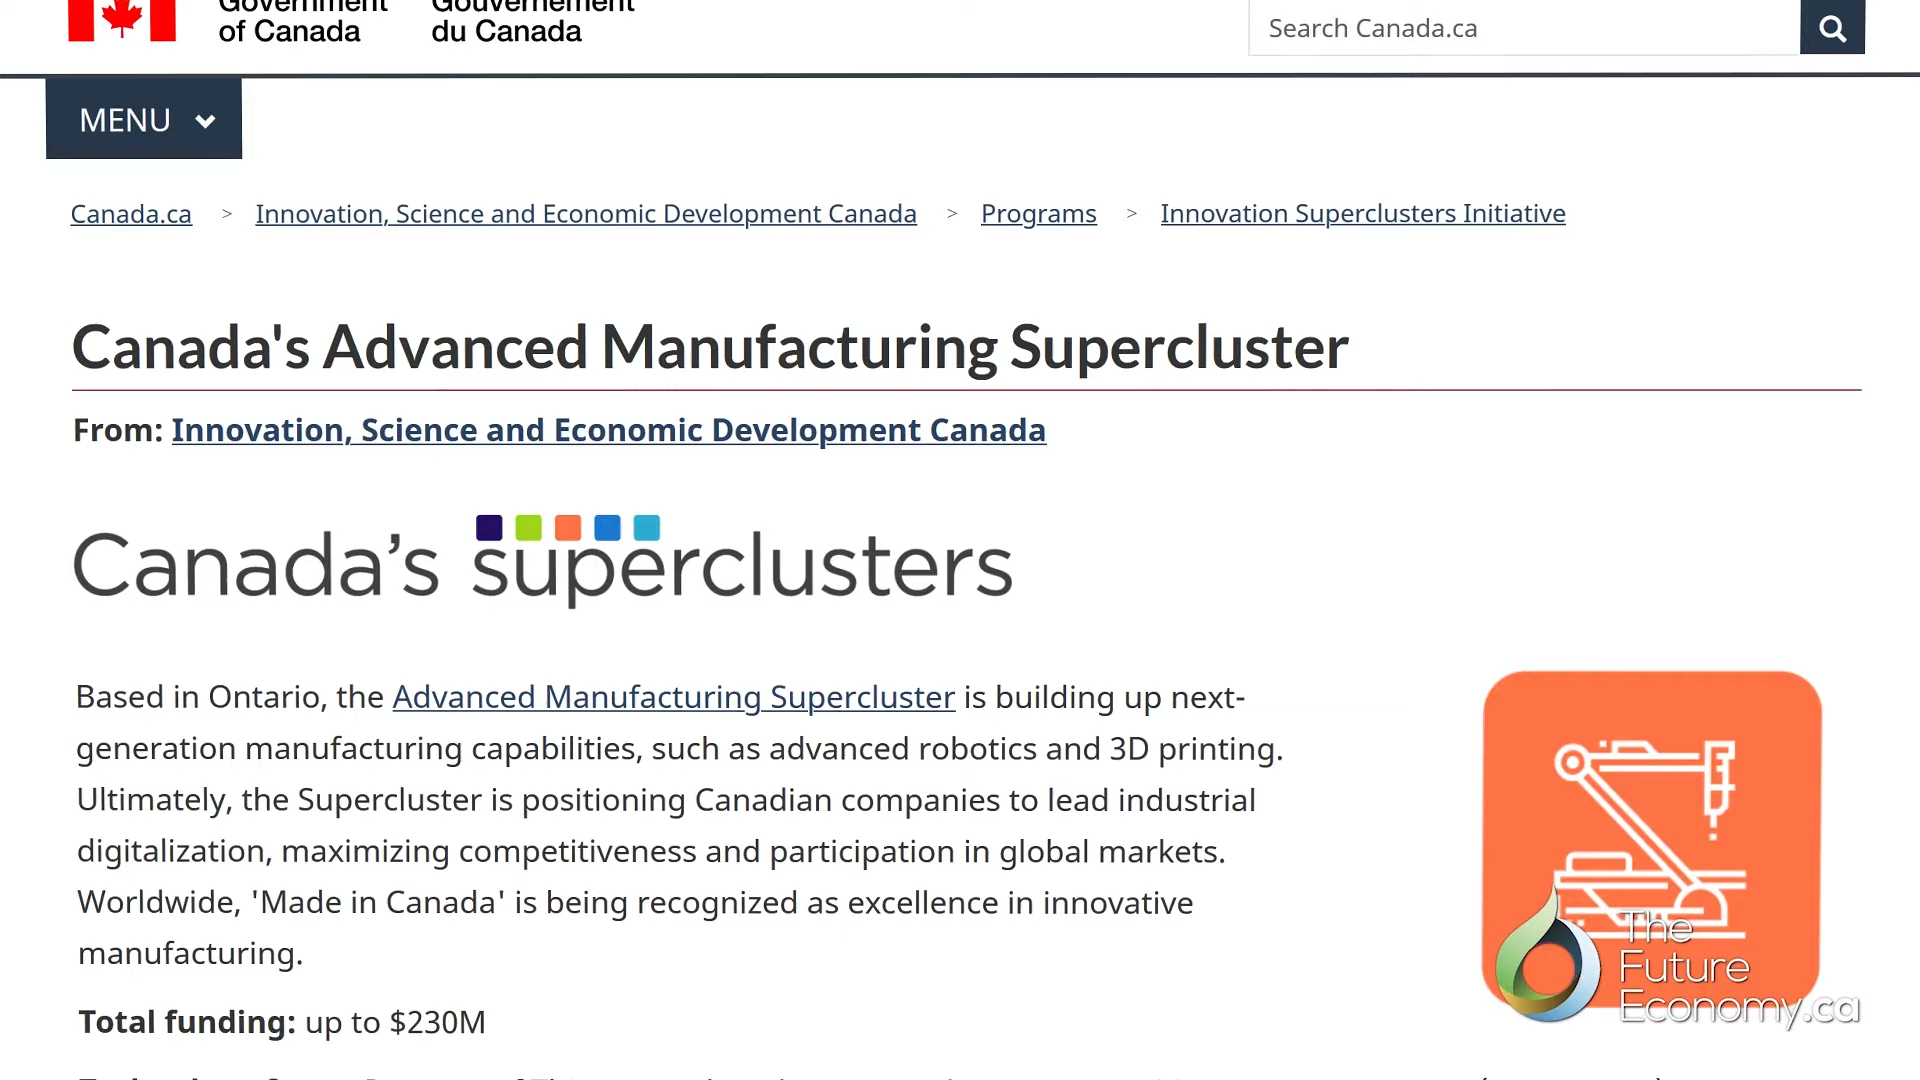 Government Gouvernement
of Canada du Canada
Search Canada.ca
MENU
Canada.ca > Innovation, Science and Economic Development Canada > Programs > Innovation Superclusters Initiative
Canada's Advanced Manufacturing Supercluster
From: Innovation, Science and Economic Development Canada
Canada's superclusters
Based in Ontario, the Advanced Manufacturing Supercluster is building up next-
generation manufacturing capabilities, such as advanced robotics and 3D printing.
Ultimately, the Supercluster is positioning Canadian companies to lead industrial
digitalization, maximizing competitiveness and participation in global markets.
Worldwide, 'Made in Canada' is being recognized as excellence in innovative
manufacturing.
The
Future
Economy.ca
Total funding: up to $230M